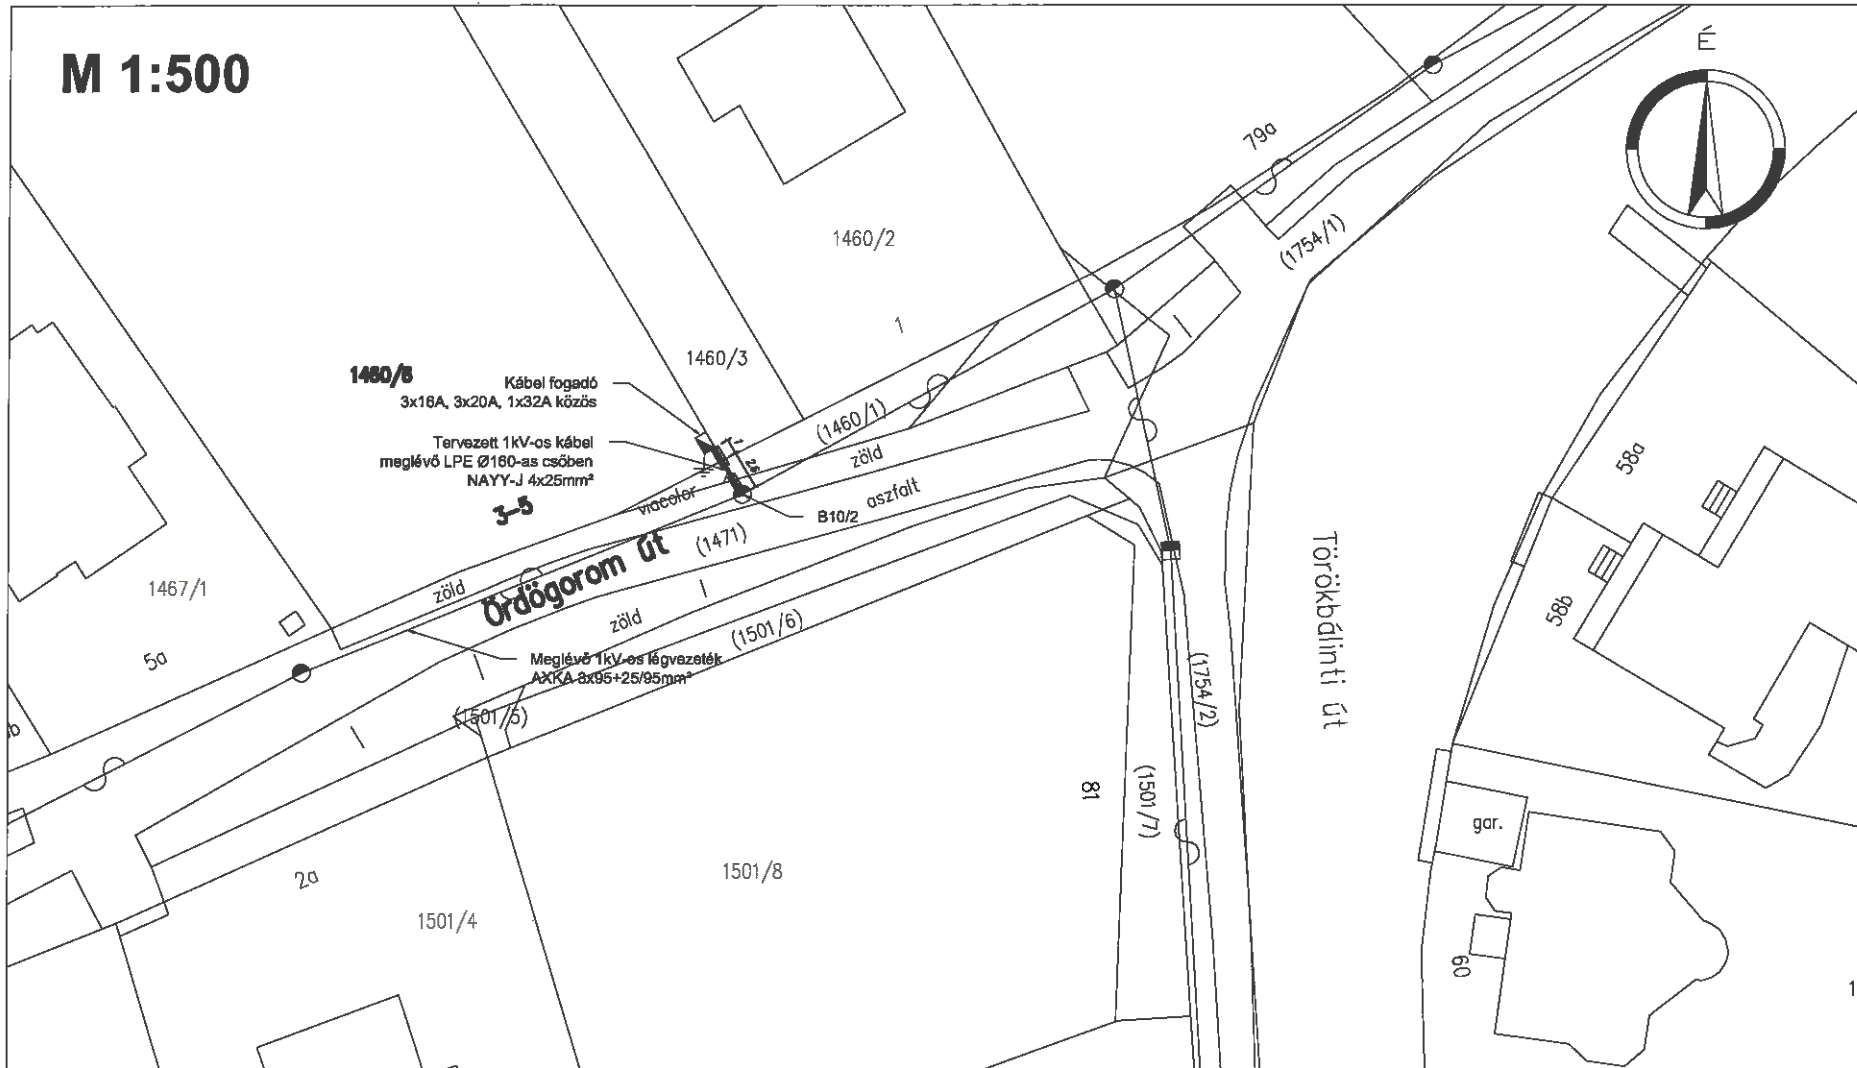 M 1:500
É
79a
(1754/1)
1460/2
1
1460/3
1460/6
Kábel fogadó
3x16A, 3x20A, 1x32A közös
Tervezett 1kV-os kábel
meglévő LPE Ø160-as csőben
NAYY-J 4x25mm²
3-5
(1460/1)
zöld
viacolor
aszfalt
B10/2
(1471)
Ördögorom út
zöld
zöld
1467/1
5a
(1501/6)
Meglévő 1kV-os légvezeték
AXKA 3x95+25/95mm²
(1501/5)
(1754/2)
Törökbálinti út
58a
58b
81
(1501/7)
gar.
1501/8
2a
1501/4
60
1